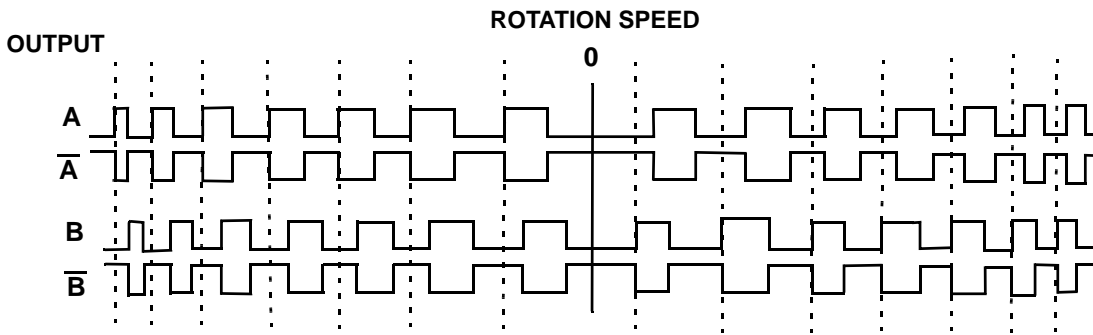 ROTATION SPEED
OUTPUT
0
A
A̅
B
B̅